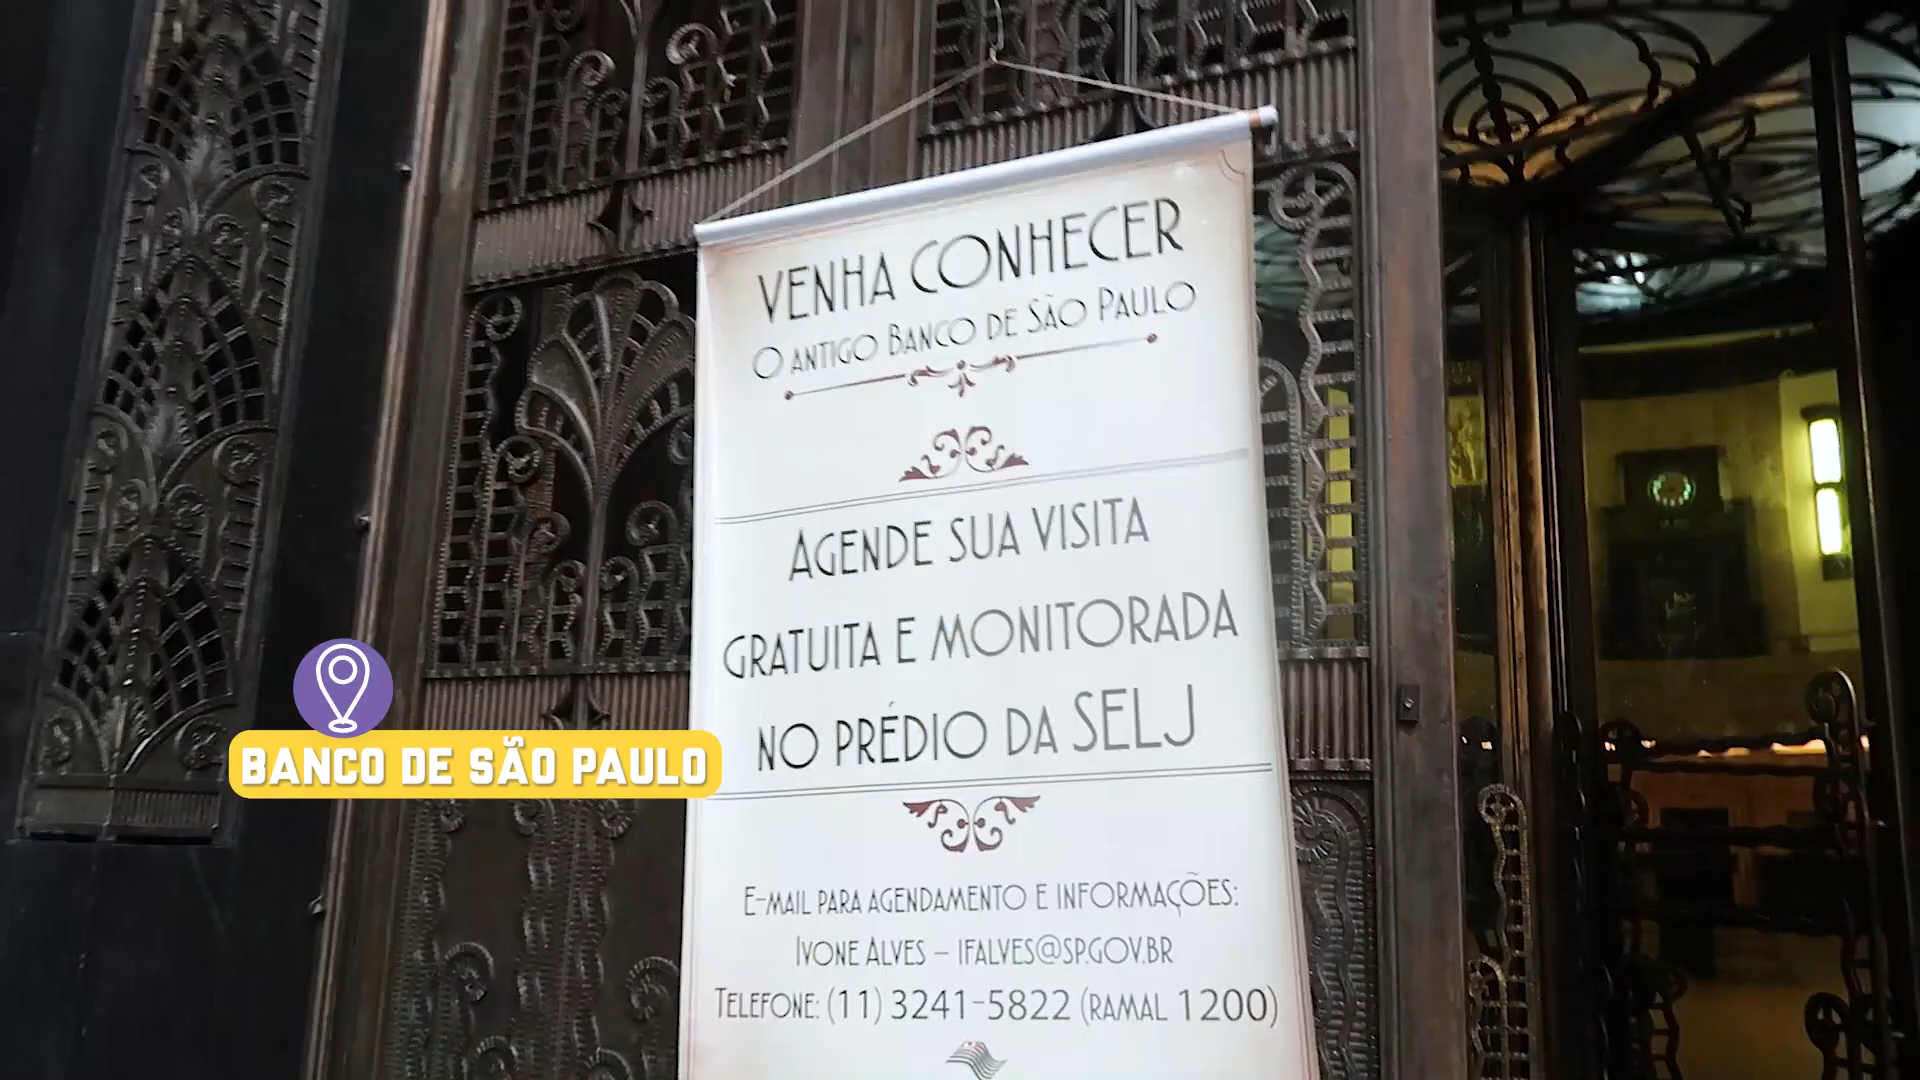 VENHA CONHECER
O ANTIGO BANCO DE SÃO PAULO
AGENDE SUA VISITA
GRATUITA E MONITORADA
NO PRÉDIO DA SELJ
BANCO DE SÃO PAULO
E-MAIL PARA AGENDAMENTO E INFORMAÇÕES:
IVONE ALVES – IFALVES@SP.GOV.BR
TELEFONE: (11) 3241-5822 (RAMAL 1200)